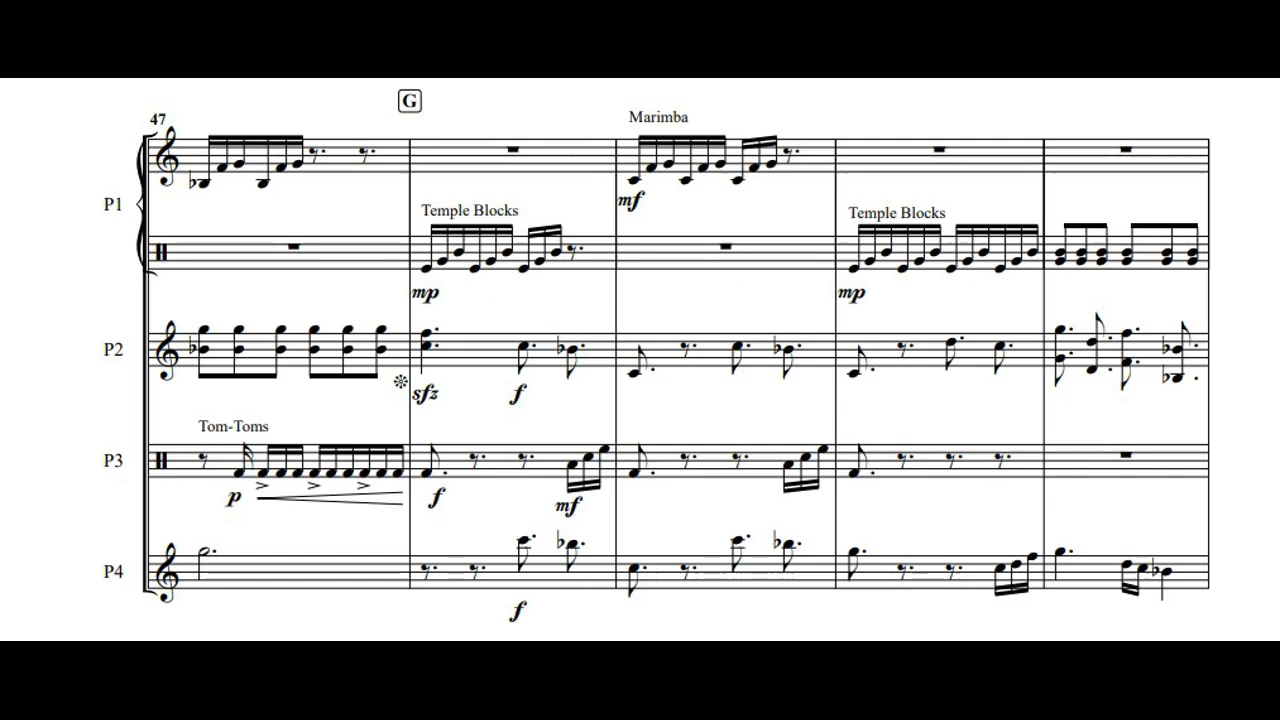 G
47
Marimba
mf
P1
Temple Blocks
Temple Blocks
mp
mp
P2
sfz
f
Tom-Toms
P3
p
f
mf
P4
f